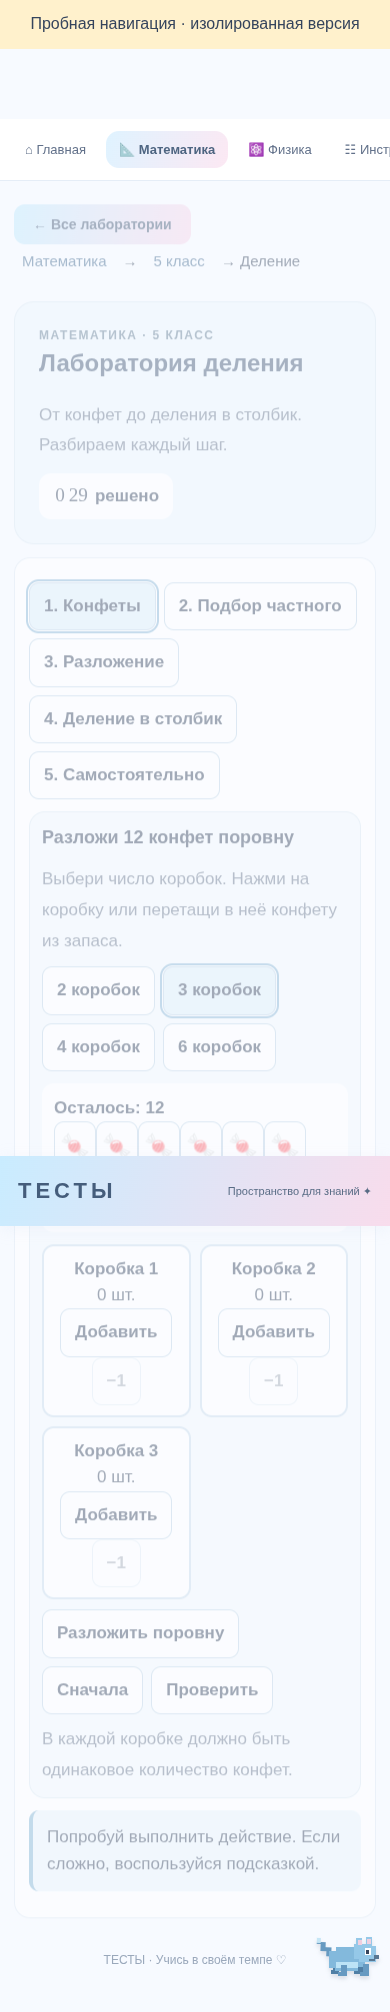 Пробная навигация · изолированная версия
⌂ Главная 📐 Математика ⚛ Физика ☷ Инст
← Все лаборатории
Математика → 5 класс → Деление
МАТЕМАТИКА · 5 КЛАСС
Лаборатория деления
От конфет до деления в столбик.
Разбираем каждый шаг.
0 29 решено
1. Конфеты 2. Подбор частного
3. Разложение
4. Деление в столбик
5. Самостоятельно
Разложи 12 конфет поровну
Выбери число коробок. Нажми на
коробку или перетащи в неё конфету
из запаса.
2 коробок 3 коробок
4 коробок 6 коробок
Осталось: 12
ТЕСТЫ Пространство для знаний ✦
Коробка 1 Коробка 2
0 шт. 0 шт.
Добавить Добавить
−1 −1
Коробка 3
0 шт.
Добавить
−1
Разложить поровну
Сначала Проверить
В каждой коробке должно быть
одинаковое количество конфет.
Попробуй выполнить действие. Если
сложно, воспользуйся подсказкой.
ТЕСТЫ · Учись в своём темпе ♡